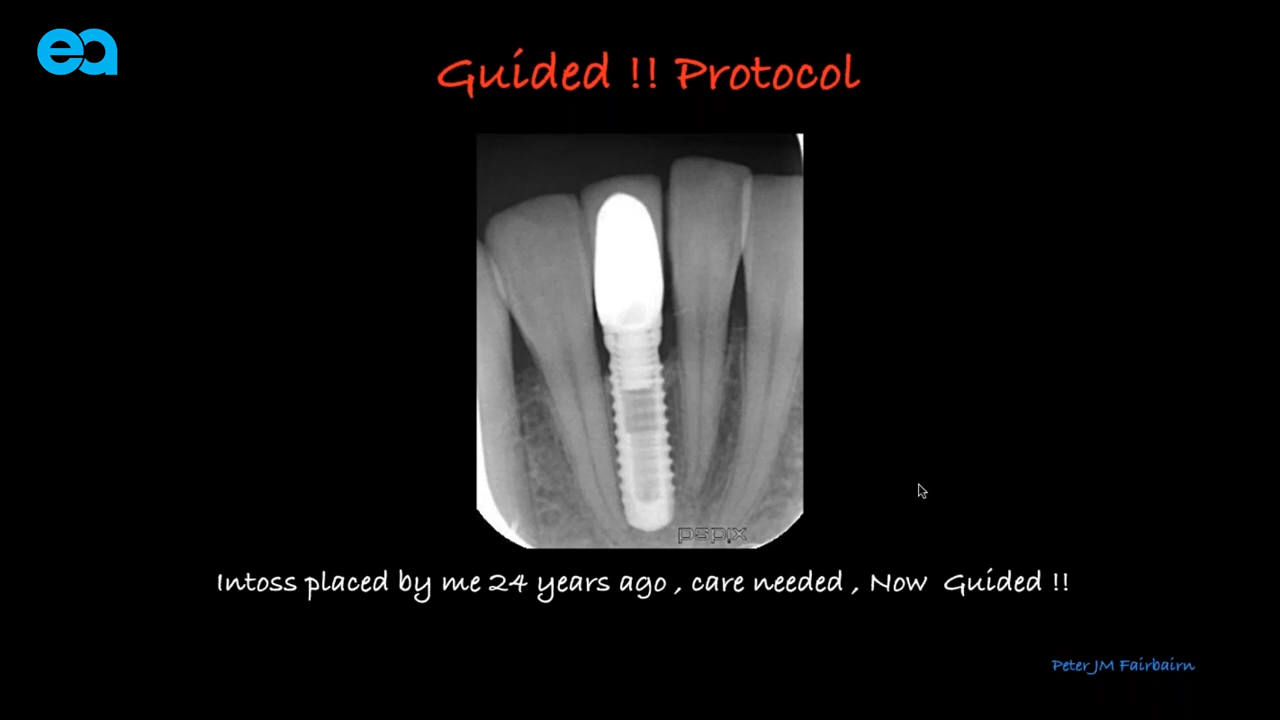 ea
Guided !! Protocol
pspix
Intoss placed by me 24 years ago , care needed , Now Guided !!
Peter JM Fairbairn